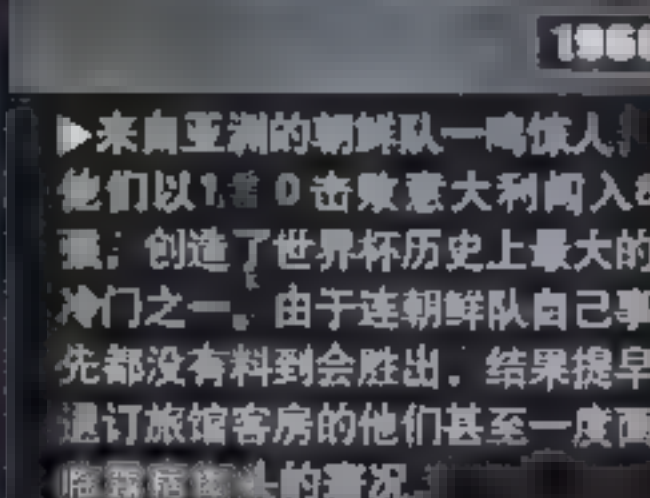 196
▶来自亚洲的朝鲜队一鸣惊人
他们以1 0击败意大利闯入8
强，创造了世界杯历史上最大的
冷门之一。由于连朝鲜队自己事
先都没有料到会胜出。结果提早
退订旅馆客房的他们甚至一度面
临露宿街头的窘况